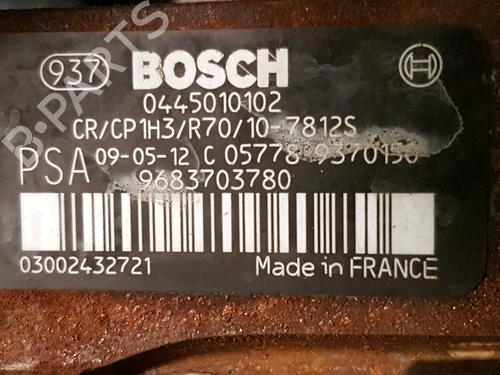 937 BOSCH
0445010102
CR/CP1H3/R70/10-7812S
PSA 09-05-12 C 05778 9370150
9683703780
03002432721 Made in FRANCE
B-PARTS